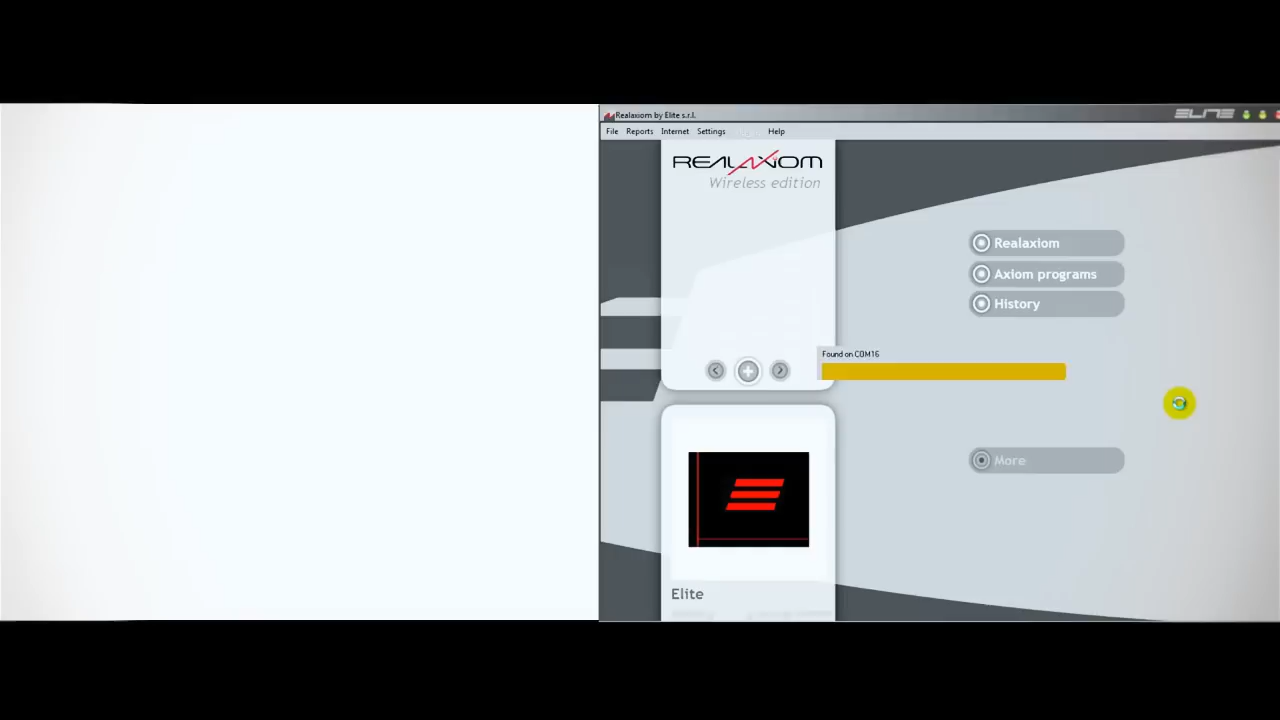 Realaxiom by Elite s.r.l.
ELITE
File Reports Internet Settings Help
REALAXIOM
Wireless edition
Realaxiom
Axiom programs
History
Found on COM16
More
Elite